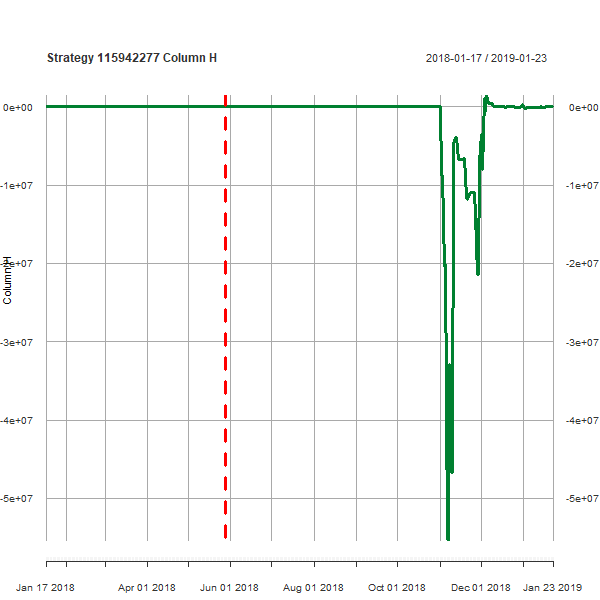 Strategy 115942277 Column H
2018-01-17 / 2019-01-23
0e+00 0e+00
-1e+07 -1e+07
-2e+07 -2e+07
-3e+07 -3e+07
-4e+07 -4e+07
-5e+07 -5e+07
Column H
Jan 17 2018 Apr 01 2018 Jun 01 2018 Aug 01 2018 Oct 01 2018 Dec 01 2018 Jan 23 2019